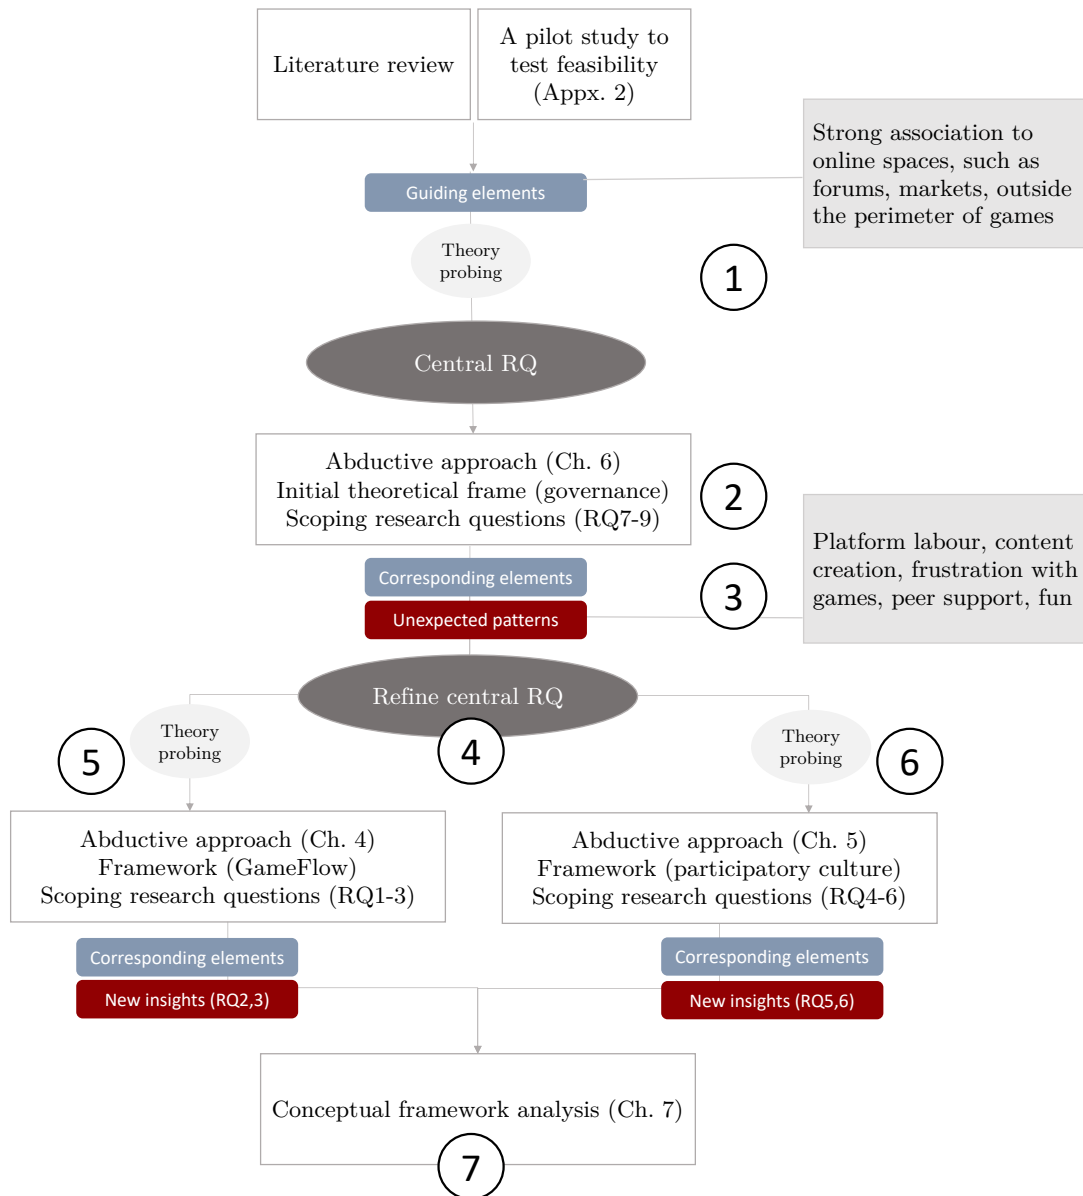 Literature review
A pilot study to
test feasibility
(Appx. 2)
Strong association to
online spaces, such as
forums, markets, outside
the perimeter of games
Guiding elements
Theory
probing
1
Central RQ
Abductive approach (Ch. 6)
Initial theoretical frame (governance)
Scoping research questions (RQ7-9)
2
Corresponding elements
Unexpected patterns
3
Platform labour, content
creation, frustration with
games, peer support, fun
Refine central RQ
4
5
Theory
probing
Theory
probing
6
Abductive approach (Ch. 4)
Framework (GameFlow)
Scoping research questions (RQ1-3)
Abductive approach (Ch. 5)
Framework (participatory culture)
Scoping research questions (RQ4-6)
Corresponding elements
New insights (RQ2,3)
Corresponding elements
New insights (RQ5,6)
Conceptual framework analysis (Ch. 7)
7